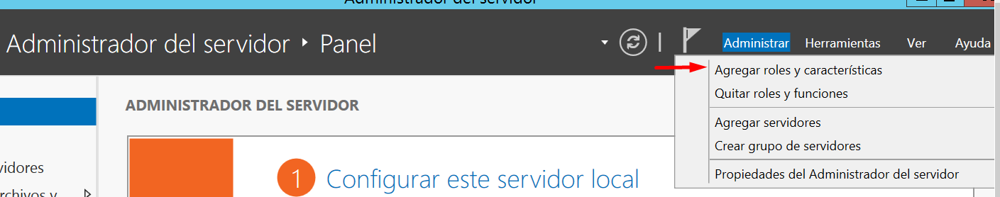 Administrador del servidor
Administrador del servidor Panel
Administrar Herramientas Ver Ayuda
Agregar roles y características
Quitar roles y funciones
Agregar servidores
Crear grupo de servidores
Propiedades del Administrador del servidor
ADMINISTRADOR DEL SERVIDOR
1 Configurar este servidor local
vidores
rchivos y